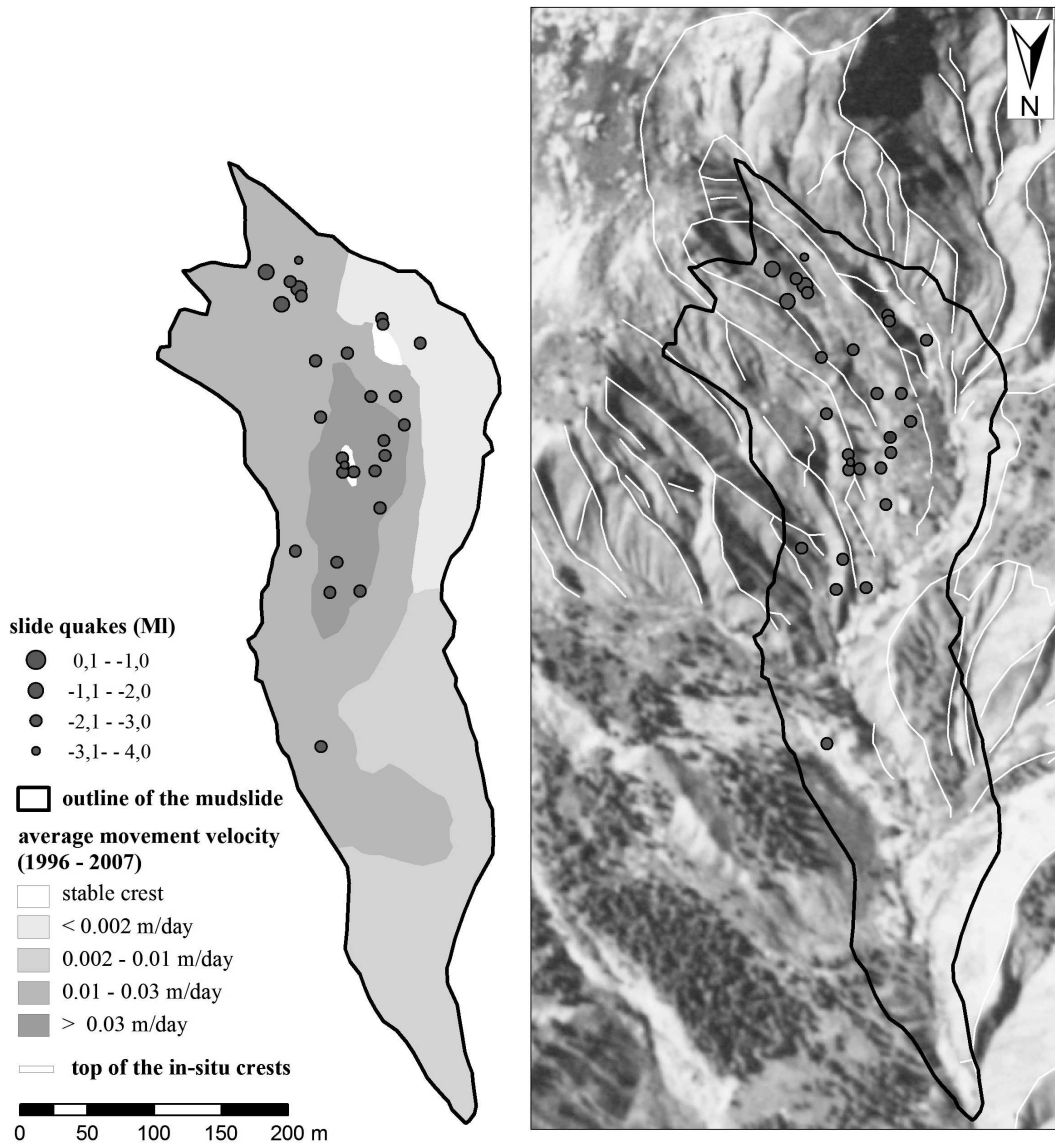 N
slide quakes (Ml)
0,1 - -1,0
-1,1 - -2,0
-2,1 - -3,0
-3,1- - 4,0
outline of the mudslide
average movement velocity
(1996 - 2007)
stable crest
< 0.002 m/day
0.002 - 0.01 m/day
0.01 - 0.03 m/day
> 0.03 m/day
top of the in-situ crests
0 50 100 150 200 m